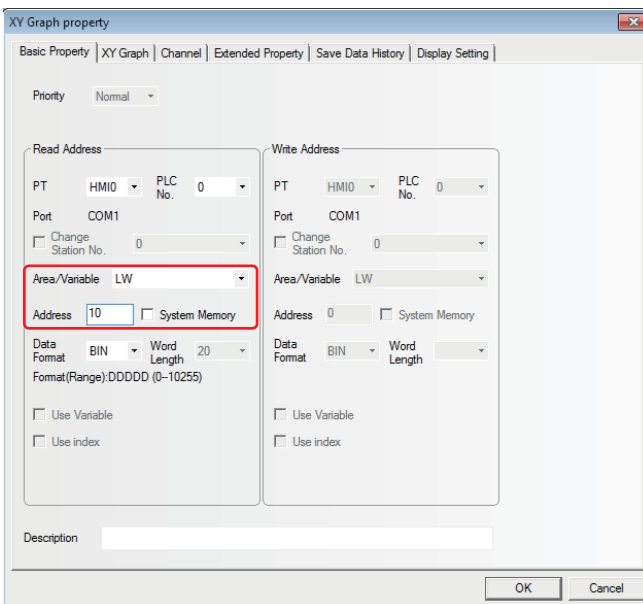 XY Graph property
Basic Property XY Graph Channel Extended Property Save Data History Display Setting
Priority Normal
Read Address
PT HMI0 PLC No. 0
Port COM1
Change Station No. 0
Area/Variable LW
Address 10 System Memory
Data Format BIN Word Length 20
Format(Range):DDDDD (0--10255)
Use Variable
Use index
Write Address
PT HMI0 PLC No. 0
Port COM1
Change Station No. 0
Area/Variable LW
Address 0 System Memory
Data Format BIN Word Length
Use Variable
Use index
Description
OK Cancel